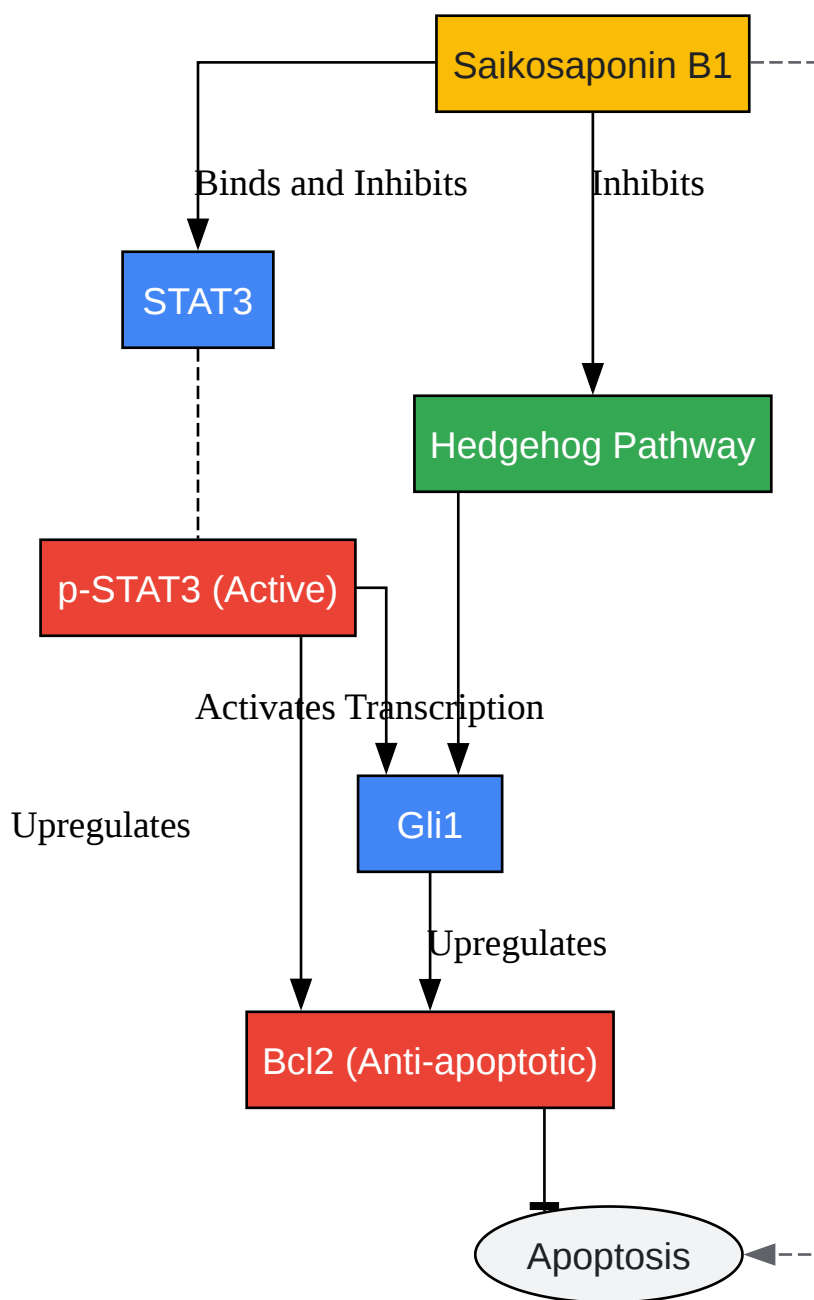 Saikosaponin B1
Binds and Inhibits
Inhibits
STAT3
Hedgehog Pathway
p-STAT3 (Active)
Activates Transcription
Upregulates
Gli1
Upregulates
Bcl2 (Anti-apoptotic)
Apoptosis